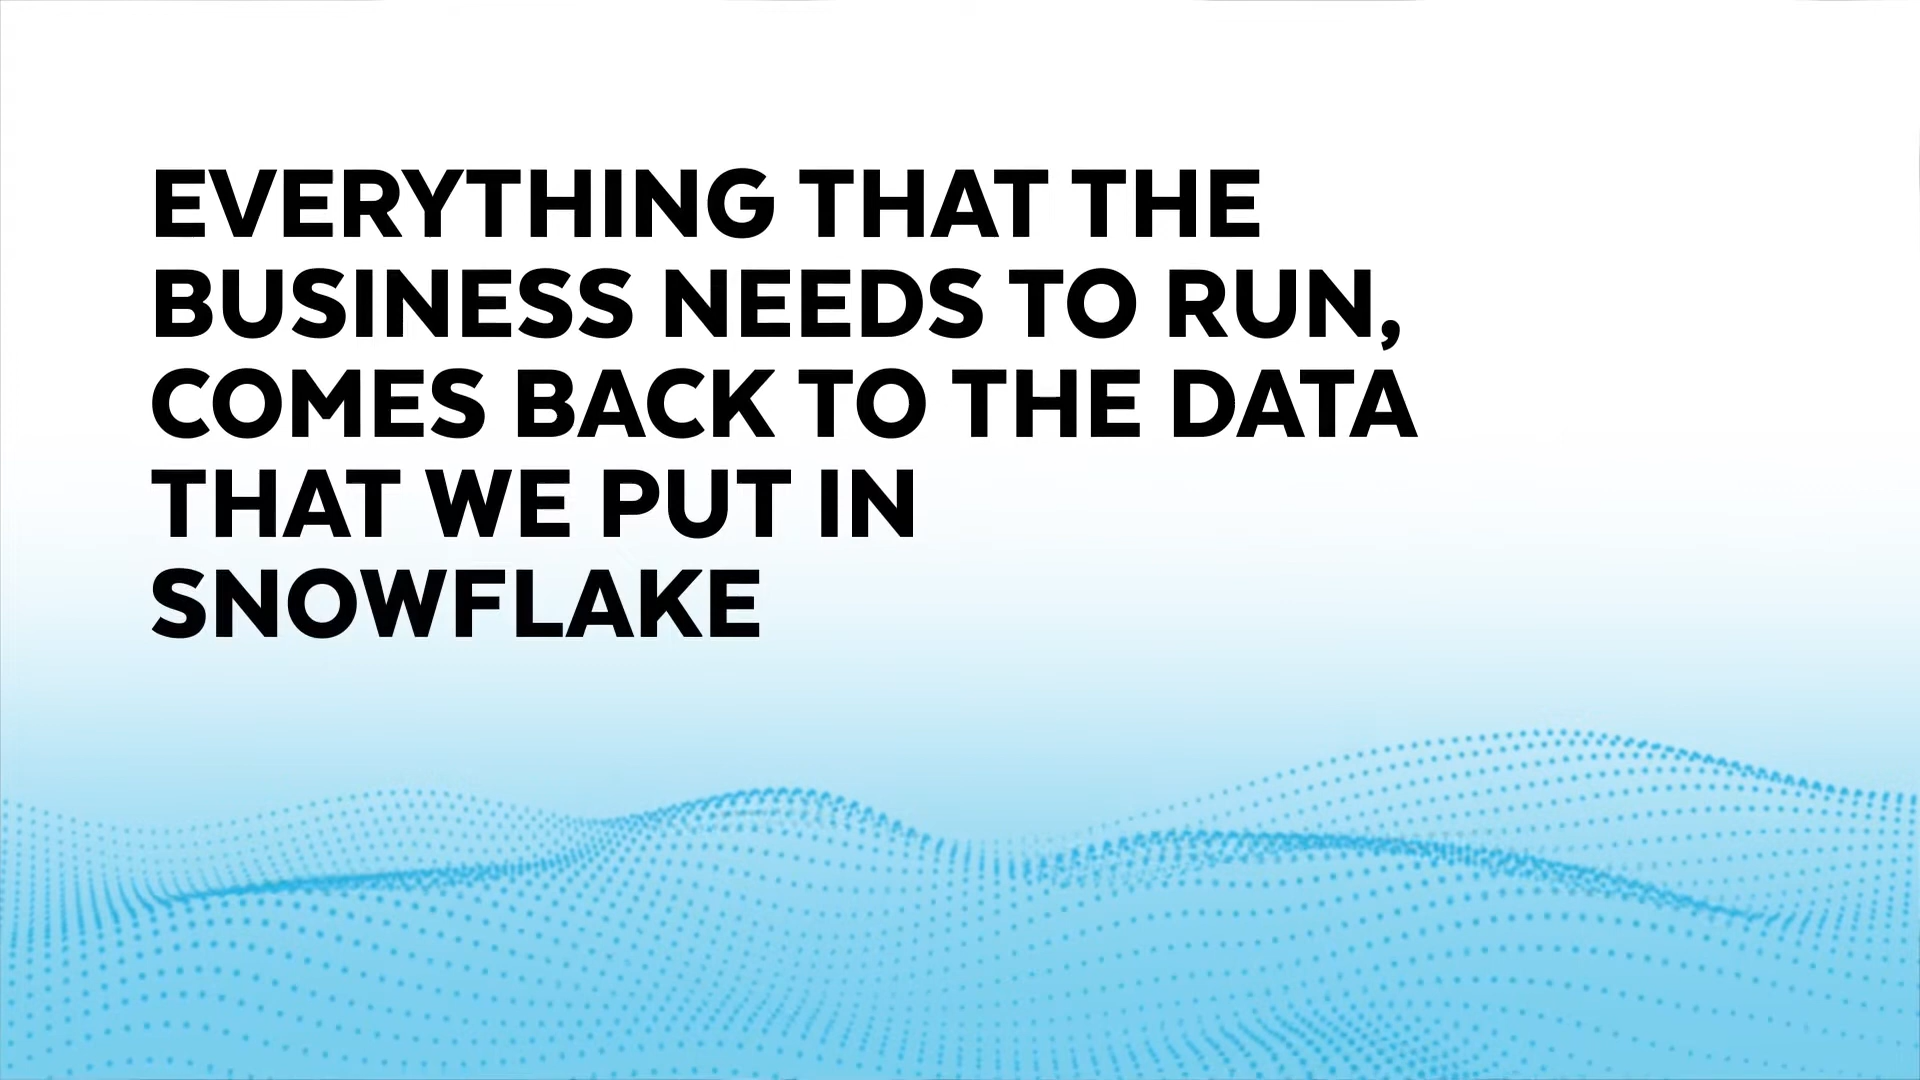 EVERYTHING THAT THE
BUSINESS NEEDS TO RUN,
COMES BACK TO THE DATA
THAT WE PUT IN
SNOWFLAKE